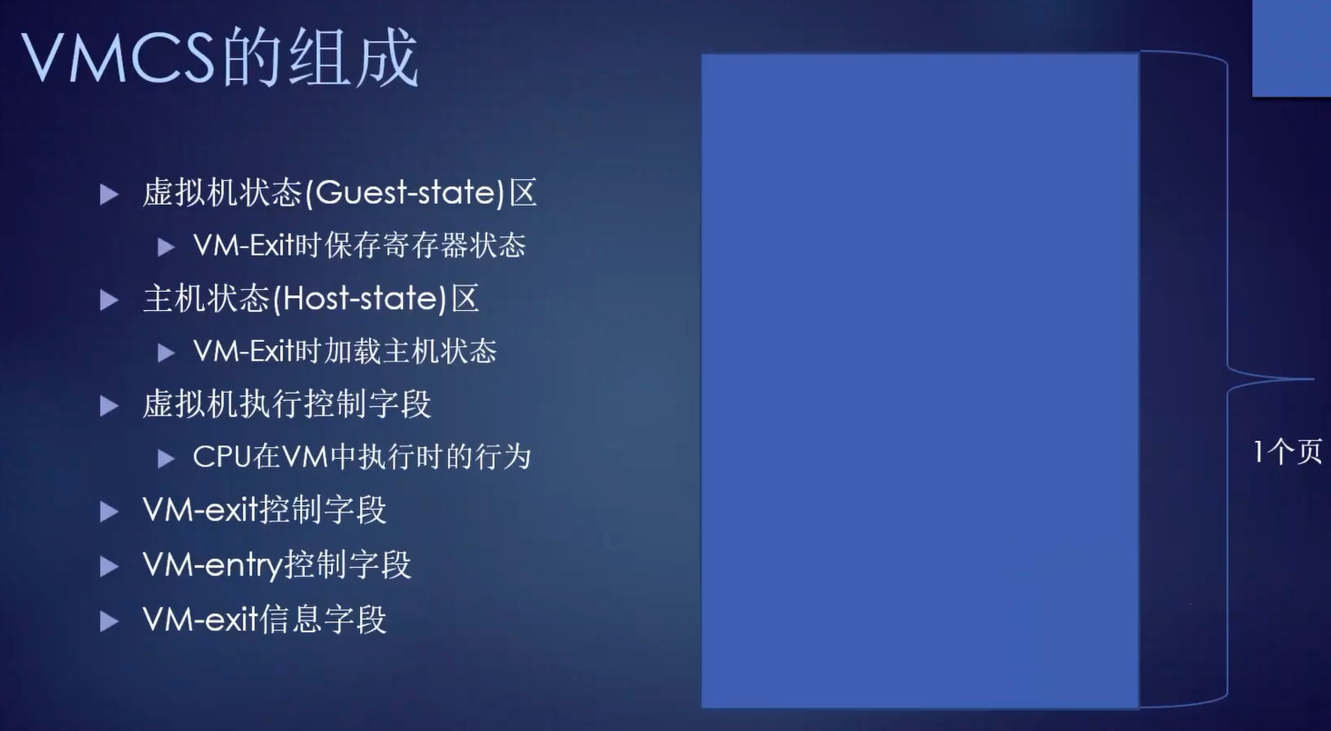 VMCS的组成
虚拟机状态(Guest-state)区
VM-Exit时保存寄存器状态
主机状态(Host-state)区
VM-Exit时加载主机状态
虚拟机执行控制字段
CPU在VM中执行时的行为
VM-exit控制字段
VM-entry控制字段
VM-exit信息字段
1个页